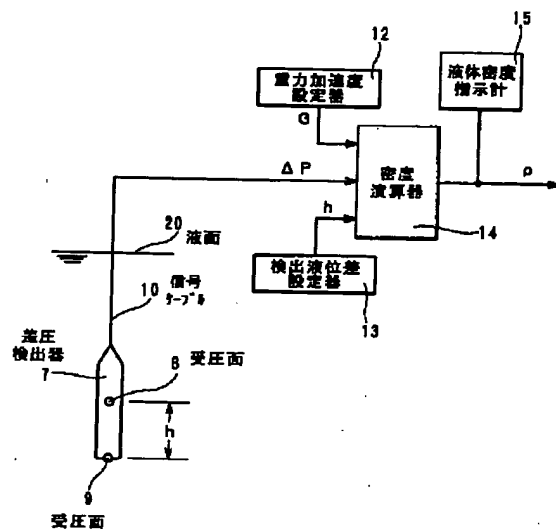 12
重力加速度
設定器
15
液体密度
指示計
G
ΔP
密度
演算器
ρ
h
14
20 液面
検出液位差
設定器
13
10 信号
ケーブル
差圧
検出器
7
8 受圧面
h
9
受圧面